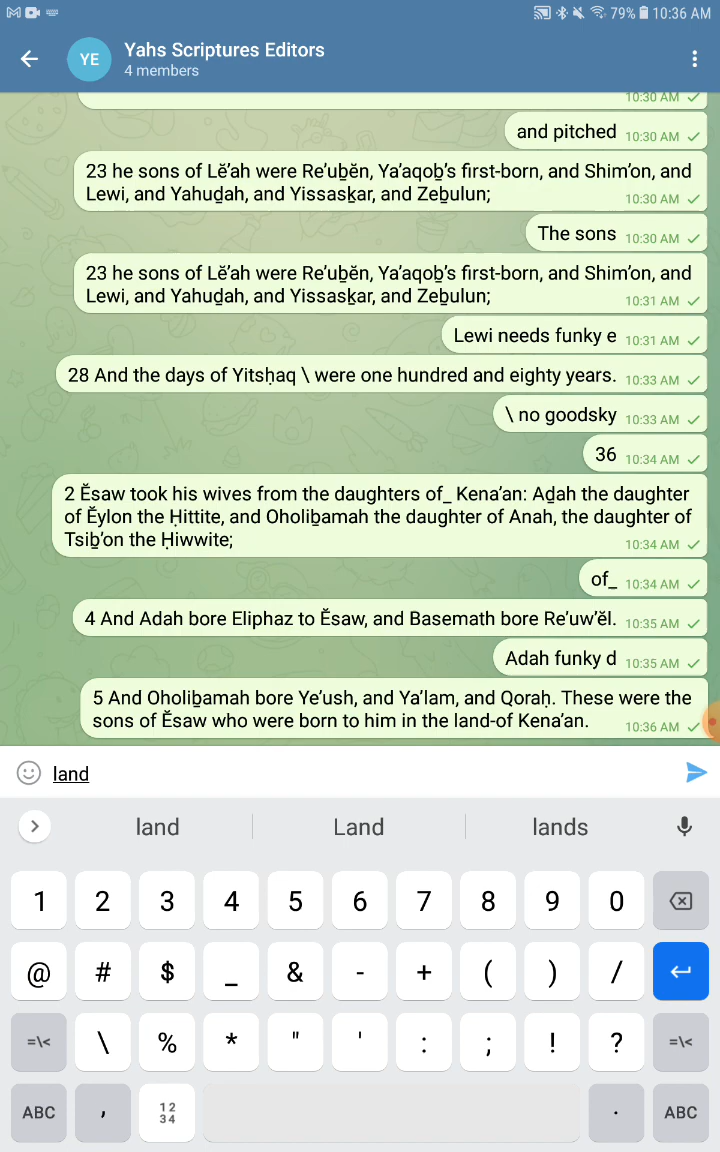 79% 10:36 AM
YE
Yahs Scriptures Editors
4 members
10:30 AM
and pitched 10:30 AM
23 he sons of Lĕ'ah were Re'uḇĕn, Ya'aqoḇ's first-born, and Shim'on, and
Lewi, and Yahuḏah, and Yissasḵar, and Zeḇulun;
10:30 AM
The sons 10:30 AM
23 he sons of Lĕ'ah were Re'uḇĕn, Ya'aqoḇ's first-born, and Shim'on, and
Lewi, and Yahuḏah, and Yissasḵar, and Zeḇulun;
10:31 AM
Lewi needs funky e 10:31 AM
28 And the days of Yitsḥaq \ were one hundred and eighty years. 10:33 AM
\ no goodsky 10:33 AM
36 10:34 AM
2 Ĕsaw took his wives from the daughters of_ Kena'an: Aḏah the daughter
of Ĕylon the Ḥittite, and Oholiḇamah the daughter of Anah, the daughter of
Tsiḇ'on the Ḥiwwite;
10:34 AM
of_ 10:34 AM
4 And Adah bore Eliphaz to Ĕsaw, and Basemath bore Re'uw'ĕl. 10:35 AM
Adah funky d 10:35 AM
5 And Oholiḇamah bore Ye'ush, and Ya'lam, and Qoraḥ. These were the
sons of Ĕsaw who were born to him in the land-of Kena'an. 10:36 AM
land
land Land lands
1 2 3 4 5 6 7 8 9 0
@ # $ _ & - + ( ) /
=\< \ % * " ' : ; ! ? =\<
ABC , 12 34 . ABC